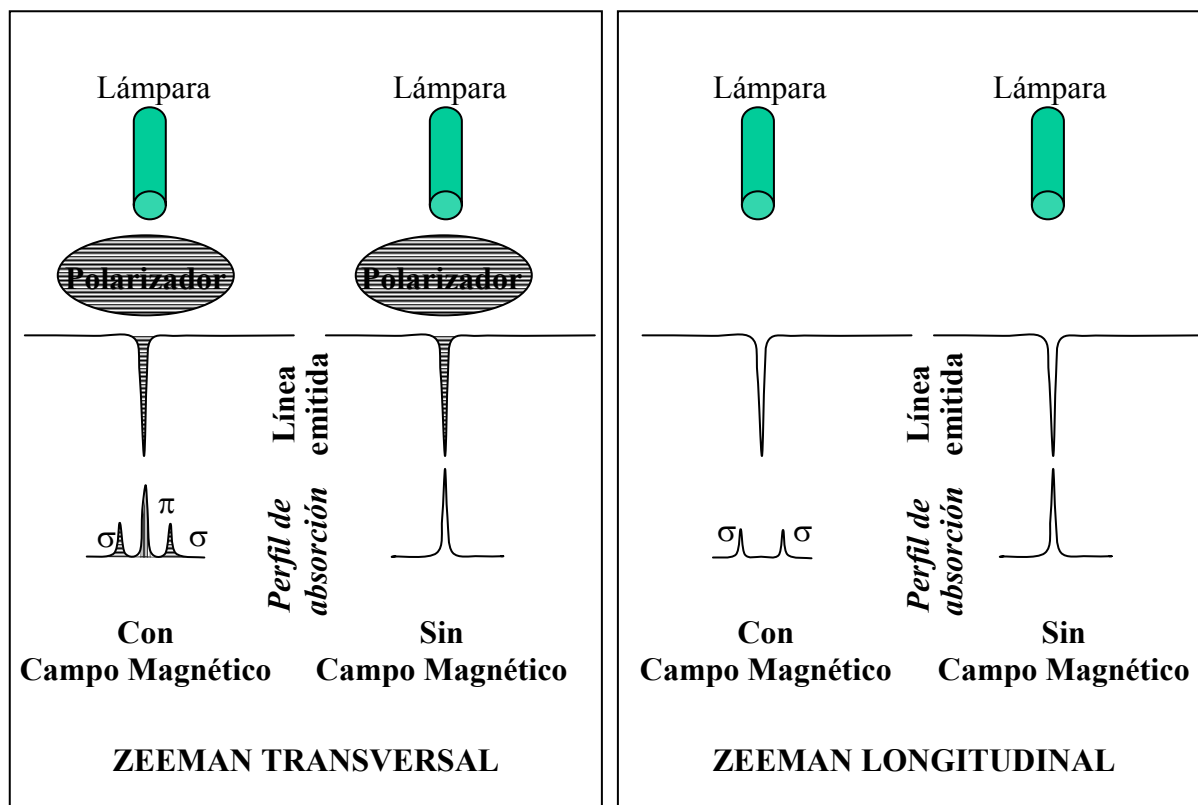 Lámpara
Lámpara
Polarizador
Polarizador
Línea
emitida
π
σ
σ
Perfil de
absorción
Con
Campo Magnético
Sin
Campo Magnético
ZEEMAN TRANSVERSAL
Lámpara
Lámpara
Línea
emitida
σ
σ
Perfil de
absorción
Con
Campo Magnético
Sin
Campo Magnético
ZEEMAN LONGITUDINAL